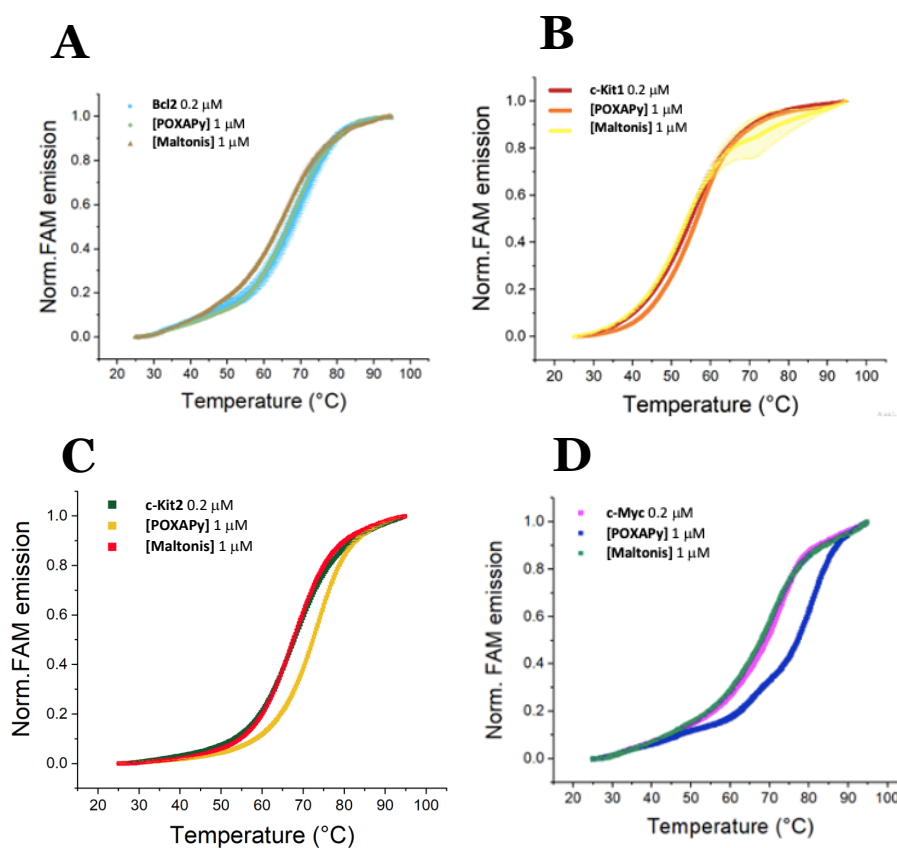 A
Bcl2 0.2 μM
[POXAPy] 1 μM
[Maltonis] 1 μM
Norm.FAM emission
1.0
0.8
0.6
0.4
0.2
0.0
20 30 40 50 60 70 80 90 100
Temperature (°C)
B
c-Kit1 0.2 μM
[POXAPy] 1 μM
[Maltonis] 1 μM
Norm.FAM emission
1.0
0.8
0.6
0.4
0.2
0.0
20 30 40 50 60 70 80 90 100
Temperature (°C)
C
c-Kit2 0.2 μM
[POXAPy] 1 μM
[Maltonis] 1 μM
Norm.FAM emission
1.0
0.8
0.6
0.4
0.2
0.0
20 30 40 50 60 70 80 90 100
Temperature (°C)
D
c-Myc 0.2 μM
[POXAPy] 1 μM
[Maltonis] 1 μM
Norm. FAM emission
1.0
0.8
0.6
0.4
0.2
0.0
20 30 40 50 60 70 80 90 100
Temperature (°C)